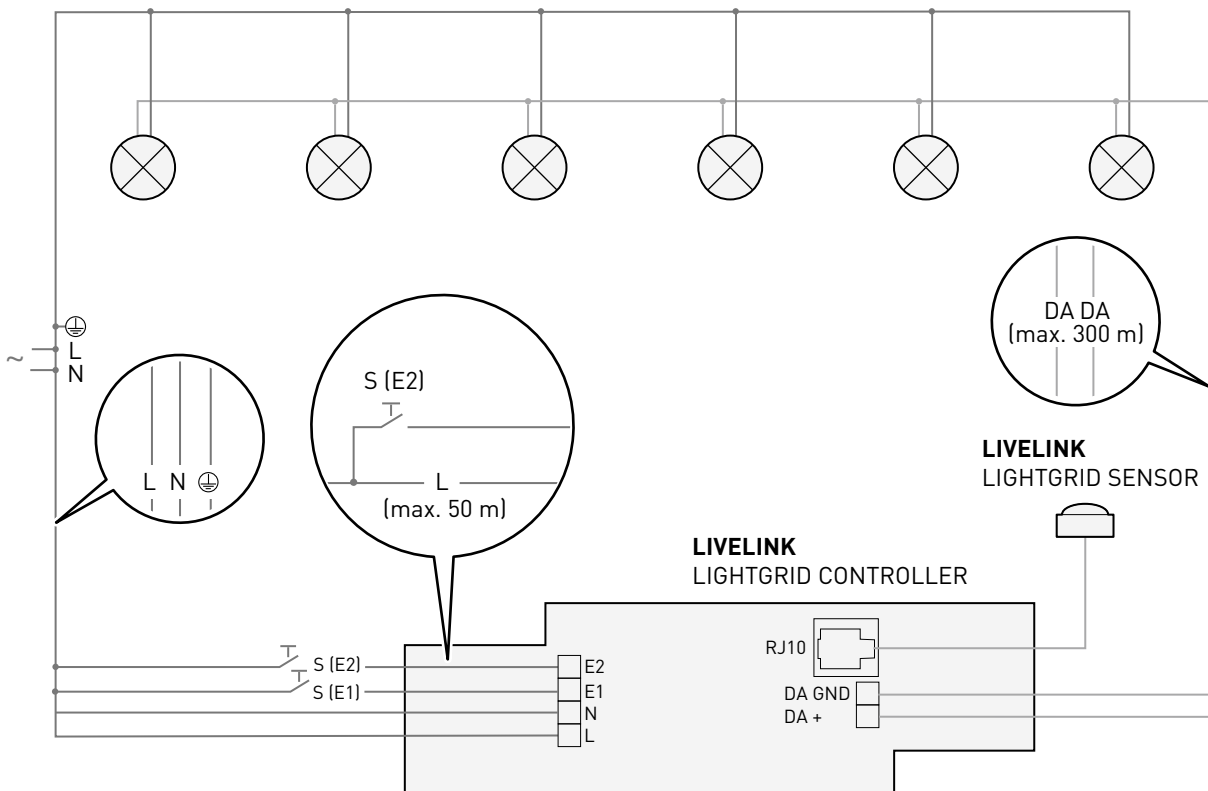 DA DA
(max. 300 m)
L
~
N
S (E2)
L N
L
(max. 50 m)
LIVELINK
LIGHTGRID SENSOR
LIVELINK
LIGHTGRID CONTROLLER
RJ10
S (E2)
E2
S (E1)
E1
DA GND
N
DA +
L